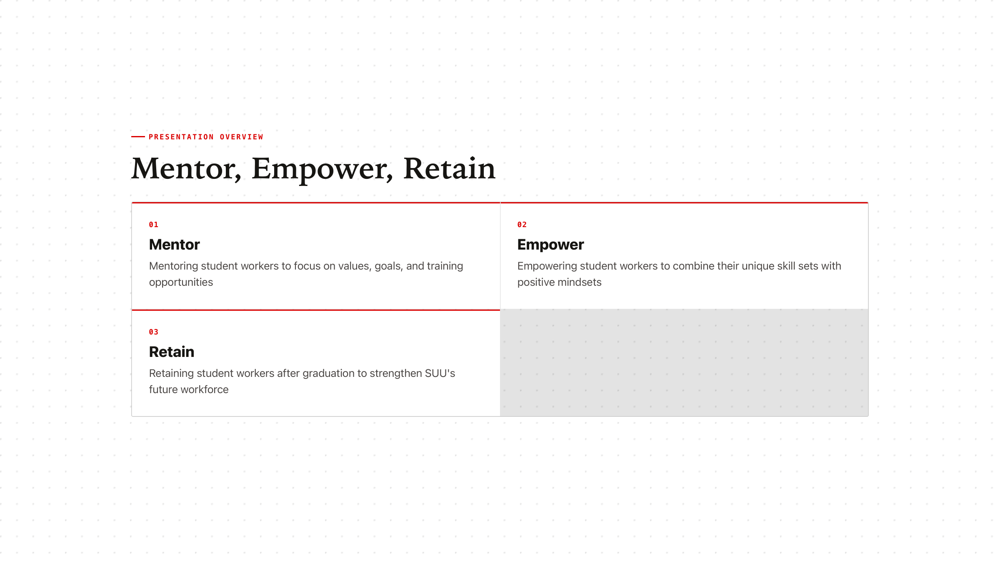 PRESENTATION OVERVIEW
Mentor, Empower, Retain
01
Mentor
Mentoring student workers to focus on values, goals, and training
opportunities
02
Empower
Empowering student workers to combine their unique skill sets with
positive mindsets
03
Retain
Retaining student workers after graduation to strengthen SUU's
future workforce